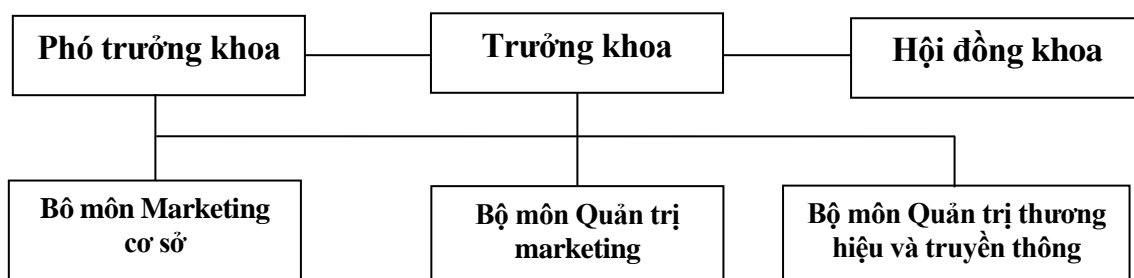 Phó trưởng khoa
Trưởng khoa
Hội đồng khoa
Bô môn Marketing
cơ sở
Bộ môn Quản trị
marketing
Bộ môn Quản trị thương
hiệu và truyền thông